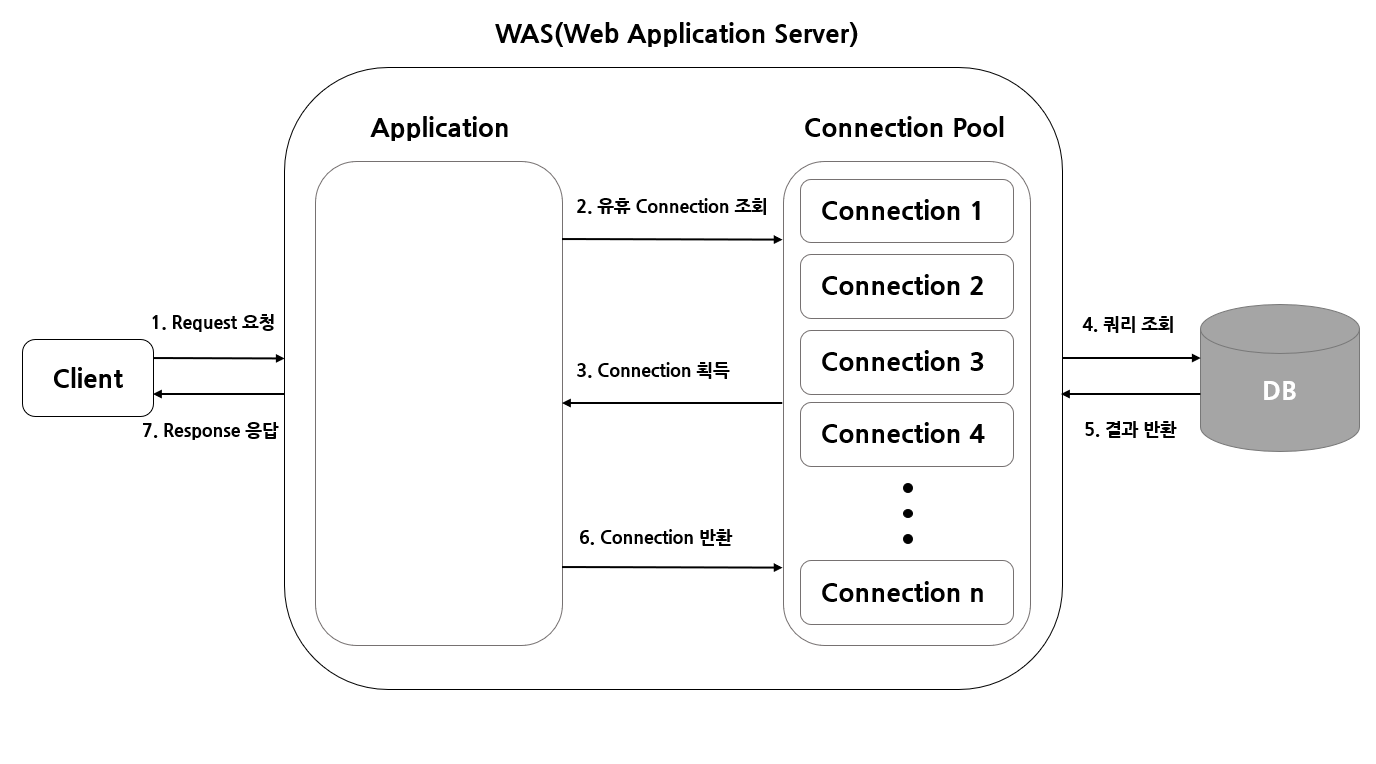 WAS(Web Application Server)
Application
Connection Pool
2. 유휴 Connection 조회
Connection 1
Connection 2
1. Request 요청
4. 쿼리 조회
Client
3. Connection 획득
Connection 3
DB
7. Response 응답
Connection 4
5. 결과 반환
6. Connection 반환
Connection n